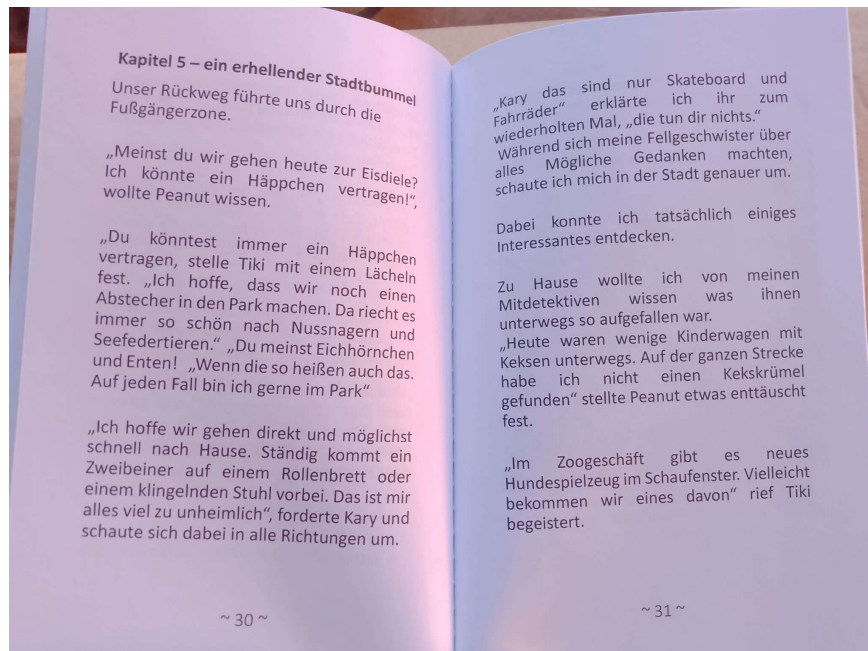 Kapitel 5 – ein erhellender Stadtbummel
Unser Rückweg führte uns durch die
Fußgängerzone.
„Meinst du wir gehen heute zur Eisdiele?
Ich könnte ein Häppchen vertragen!“,
wollte Peanut wissen.
„Du könntest immer ein Häppchen
vertragen, stelle Tiki mit einem Lächeln
fest. „Ich hoffe, dass wir noch einen
Abstecher in den Park machen. Da riecht es
immer so schön nach Nussnagern und
Seefedertieren.“ „Du meinst Eichhörnchen
und Enten! „Wenn die so heißen auch das.
Auf jeden Fall bin ich gerne im Park“
„Ich hoffe wir gehen direkt und möglichst
schnell nach Hause. Ständig kommt ein
Zweibeiner auf einem Rollenbrett oder
einem klingelnden Stuhl vorbei. Das ist mir
alles viel zu unheimlich“, forderte Kary und
schaute sich dabei in alle Richtungen um.
~ 30 ~
„Kary das sind nur Skateboard und
Fahrräder“ erklärte ich ihr zum
wiederholten Mal, „die tun dir nichts.“
Während sich meine Fellgeschwister über
alles Mögliche Gedanken machten,
schaute ich mich in der Stadt genauer um.
Dabei konnte ich tatsächlich einiges
Interessantes entdecken.
Zu Hause wollte ich von meinen
Mitdetektiven wissen was ihnen
unterwegs so aufgefallen war.
„Heute waren wenige Kinderwagen mit
Keksen unterwegs. Auf der ganzen Strecke
habe ich nicht einen Kekskrümel
gefunden“ stellte Peanut etwas enttäuscht
fest.
„Im Zoogeschäft gibt es neues
Hundespielzeug im Schaufenster. Vielleicht
bekommen wir eines davon“ rief Tiki
begeistert.
~ 31 ~